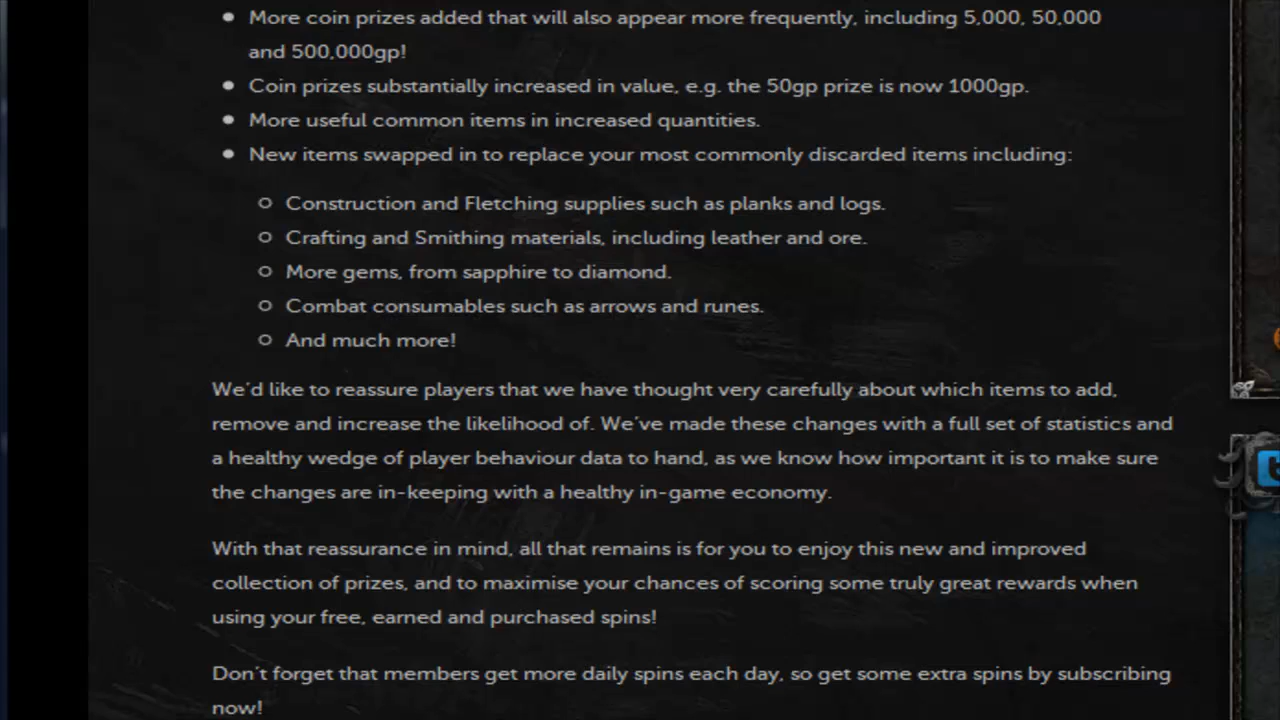 More coin prizes added that will also appear more frequently, including 5,000, 50,000
and 500,000gp!
Coin prizes substantially increased in value, e.g. the 50gp prize is now 1000gp.
More useful common items in increased quantities.
New items swapped in to replace your most commonly discarded items including:
Construction and Fletching supplies such as planks and logs.
Crafting and Smithing materials, including leather and ore.
More gems, from sapphire to diamond.
Combat consumables such as arrows and runes.
And much more!
We'd like to reassure players that we have thought very carefully about which items to add,
remove and increase the likelihood of. We've made these changes with a full set of statistics and
a healthy wedge of player behaviour data to hand, as we know how important it is to make sure
the changes are in-keeping with a healthy in-game economy.
With that reassurance in mind, all that remains is for you to enjoy this new and improved
collection of prizes, and to maximise your chances of scoring some truly great rewards when
using your free, earned and purchased spins!
Don't forget that members get more daily spins each day, so get some extra spins by subscribing
now!